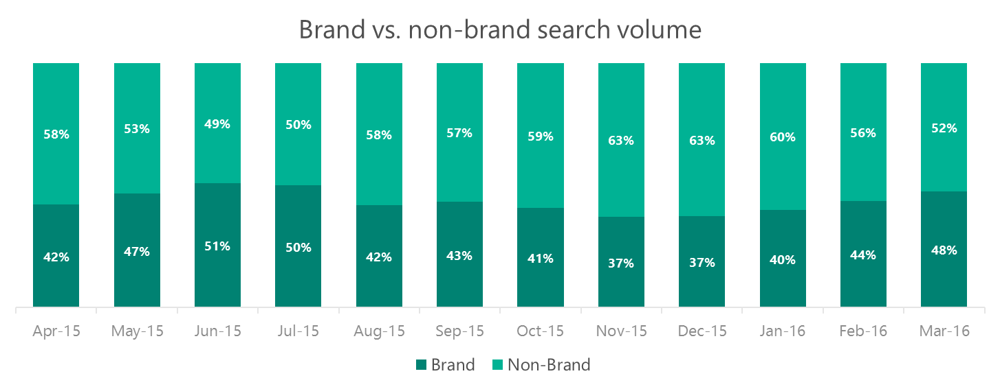 Brand vs. non-brand search volume
58% 53% 49% 50% 58% 57% 59% 63% 63% 60% 56% 52%
42% 47% 51% 50% 42% 43% 41% 37% 37% 40% 44% 48%
Apr-15 May-15 Jun-15 Jul-15 Aug-15 Sep-15 Oct-15 Nov-15 Dec-15 Jan-16 Feb-16 Mar-16
Brand Non-Brand